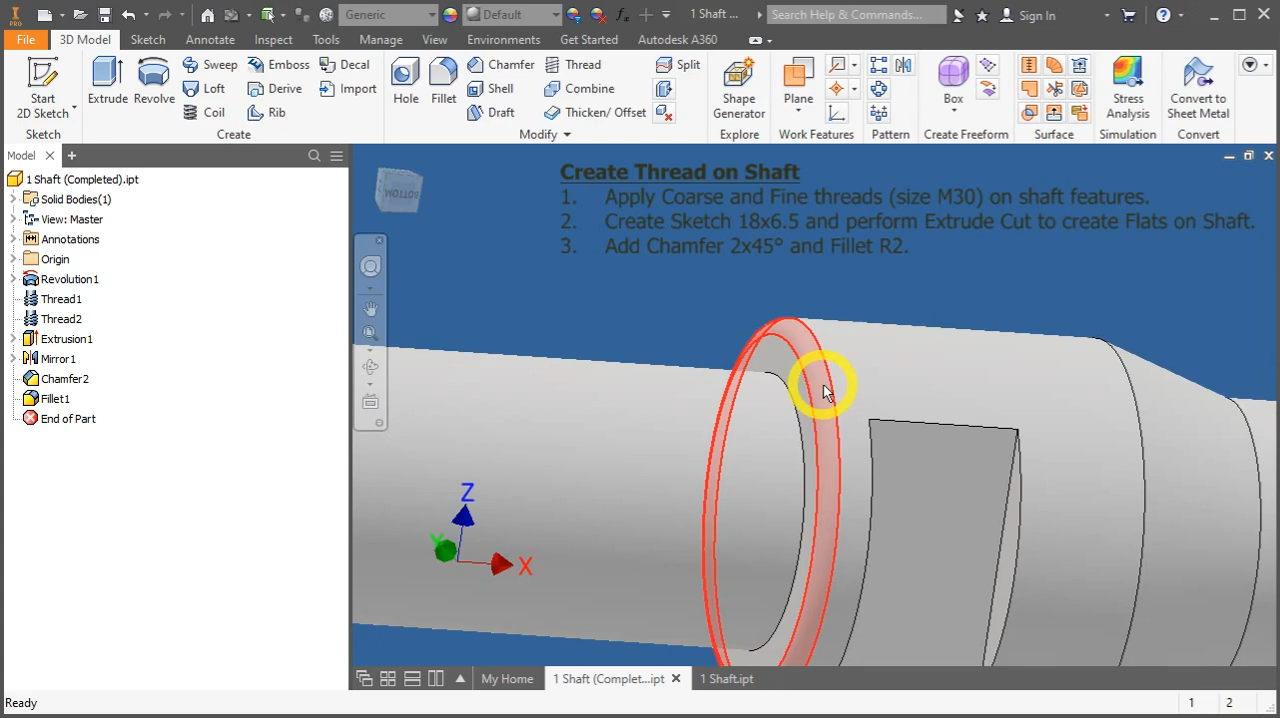 PRO
Generic
Default
1 Shaft ...
Search Help & Commands...
Sign In
File
3D Model
Sketch
Annotate
Inspect
Tools
Manage
View
Environments
Get Started
Autodesk A360
Start
2D Sketch
Sketch
Extrude
Revolve
Sweep
Loft
Coil
Emboss
Derive
Rib
Decal
Import
Create
Hole
Fillet
Chamfer
Shell
Draft
Thread
Combine
Thicken/ Offset
Split
Modify
Shape
Generator
Explore
Plane
Work Features
Pattern
Box
Create Freeform
Surface
Stress
Analysis
Simulation
Convert to
Sheet Metal
Convert
Model
1 Shaft (Completed).ipt
Solid Bodies(1)
View: Master
Annotations
Origin
Revolution1
Thread1
Thread2
Extrusion1
Mirror1
Chamfer2
Fillet1
End of Part
BOTTOM
Create Thread on Shaft
1. Apply Coarse and Fine threads (size M30) on shaft features.
2. Create Sketch 18x6.5 and perform Extrude Cut to create Flats on Shaft.
3. Add Chamfer 2x45° and Fillet R2.
Z
Y
X
My Home
1 Shaft (Complet...ipt
1 Shaft.ipt
Ready
1
2